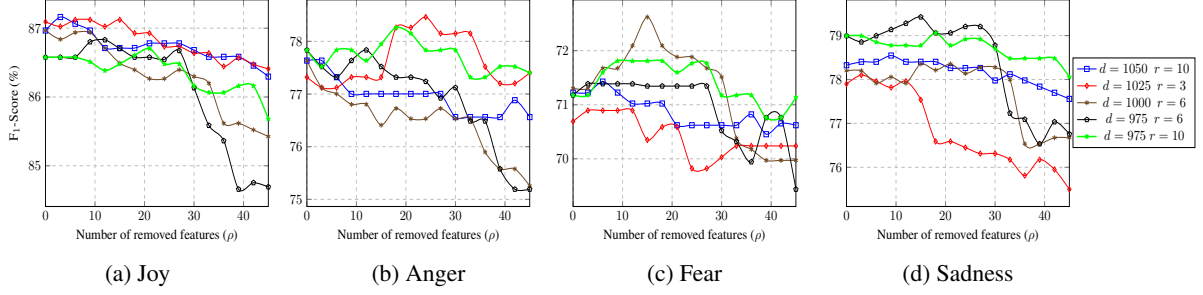 87
86
85
F1-Score (%)
0 10 20 30 40
Number of removed features (ρ)
(a) Joy
78
77
76
75
0 10 20 30 40
Number of removed features (ρ)
(b) Anger
72
71
70
0 10 20 30 40
Number of removed features (ρ)
(c) Fear
79
78
77
76
0 10 20 30 40
Number of removed features (ρ)
(d) Sadness
d = 1050 r = 10
d = 1025 r = 3
d = 1000 r = 6
d = 975 r = 6
d = 975 r = 10